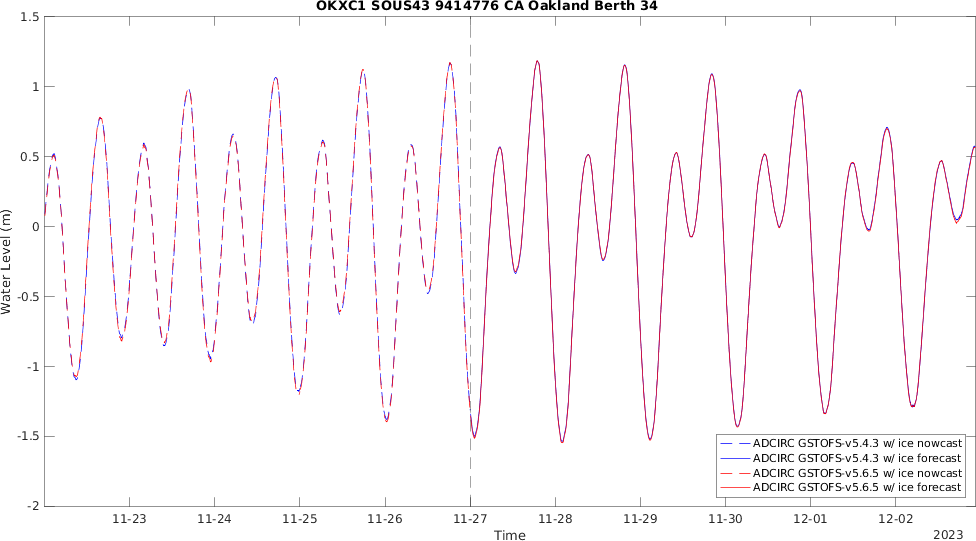 OKXC1 SOUS43 9414776 CA Oakland Berth 34
1.5
1
0.5
0
-0.5
-1
-1.5
-2
Water Level (m)
11-23 11-24 11-25 11-26 11-27 11-28 11-29 11-30 12-01 12-02
Time
2023
ADCIRC GSTOFS-v5.4.3 w/ ice nowcast
ADCIRC GSTOFS-v5.4.3 w/ ice forecast
ADCIRC GSTOFS-v5.6.5 w/ ice nowcast
ADCIRC GSTOFS-v5.6.5 w/ ice forecast